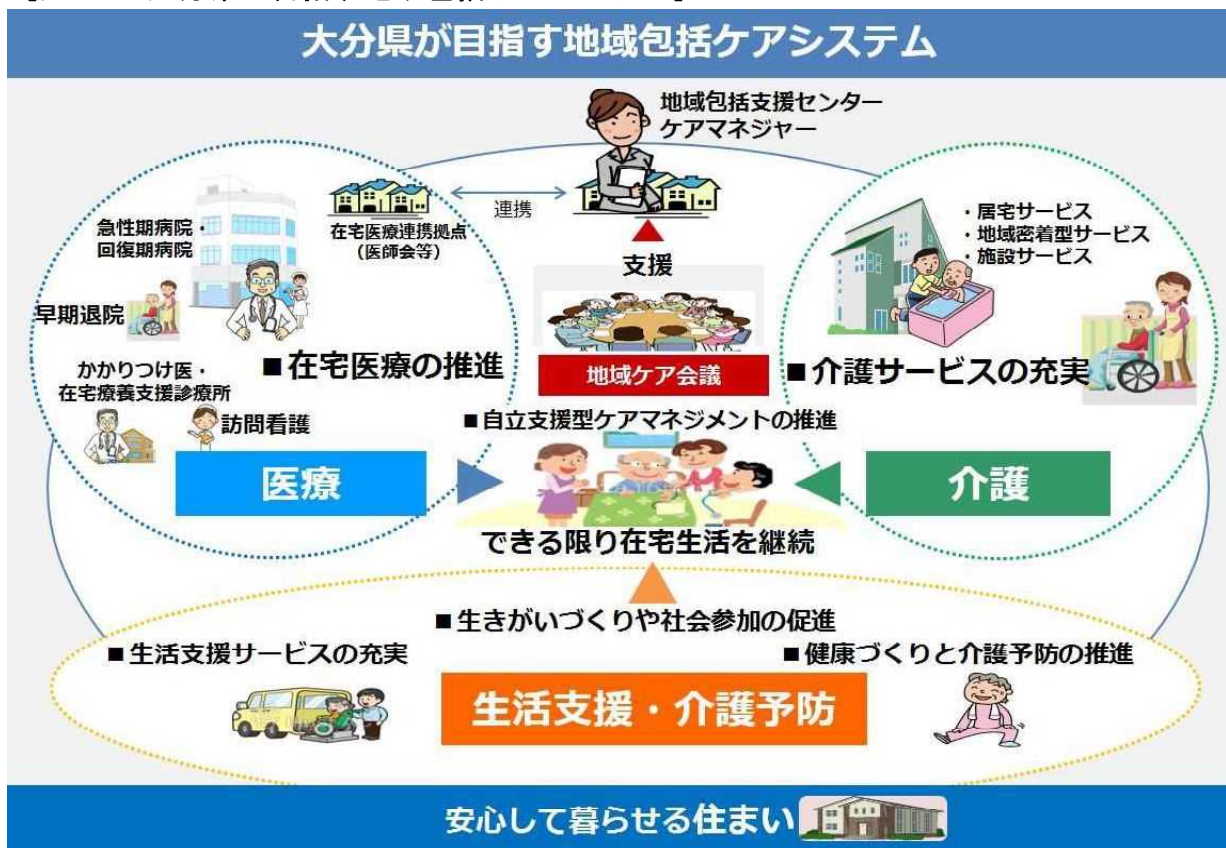 大分県が目指す地域包括ケアシステム
地域包括支援センター
ケアマネジャー
連携
急性期病院・
回復期病院
在宅医療連携拠点
(医師会等)
早期退院
■在宅医療の推進
かかりつけ医・
在宅療養支援診療所
訪問看護
医療
支援
地域ケア会議
■自立支援型ケアマネジメントの推進
できる限り在宅生活を継続
・居宅サービス
・地域密着型サービス
・施設サービス
■介護サービスの充実
介護
■生きがいづくりや社会参加の促進
■生活支援サービスの充実
■健康づくりと介護予防の推進
生活支援・介護予防
安心して暮らせる住まい